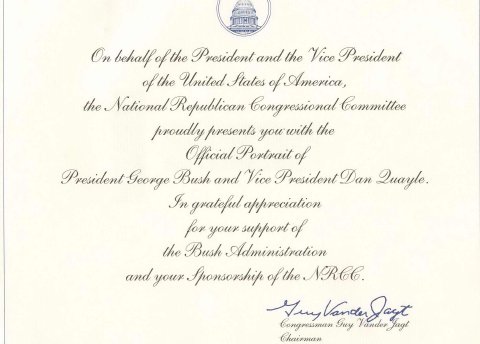 On behalf of the President and the Vice President
of the United States of America,
the National Republican Congressional Committee
proudly presents you with the
Official Portrait of
President George Bush and Vice President Dan Quayle.
In grateful appreciation
for your support of
the Bush Administration
and your Sponsorship of the NRCC.
Guy Vander Jagt
Congressman Guy Vander Jagt
Chairman